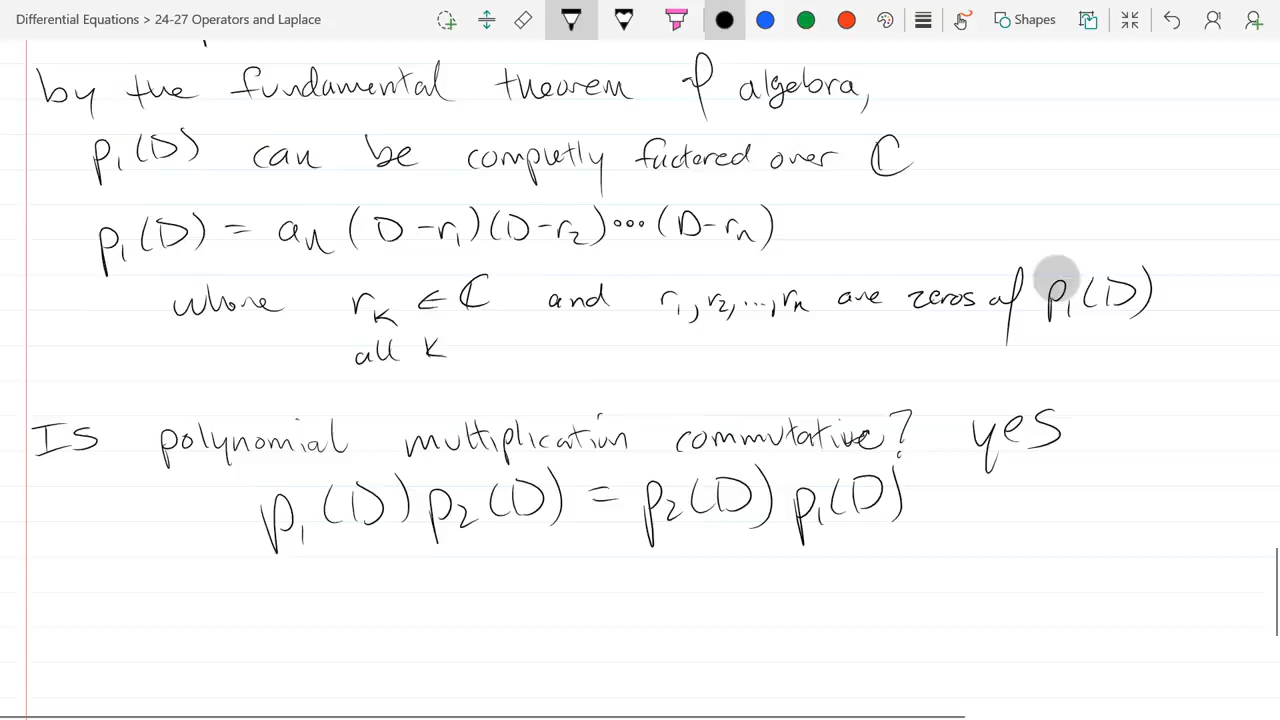 Differential Equations > 24-27 Operators and Laplace
Shapes
by the fundamental theorem of algebra,
p₁(D) can be completly factored over ℂ
p₁(D) = aₙ (D-r₁)(D-r₂)...(D-rₙ)
where rₖ ∈ ℂ and r₁, r₂, ..., rₙ are zeros of p₁(D)
all k
Is polynomial multiplication commutative? yes
p₁(D) p₂(D) = p₂(D) p₁(D)